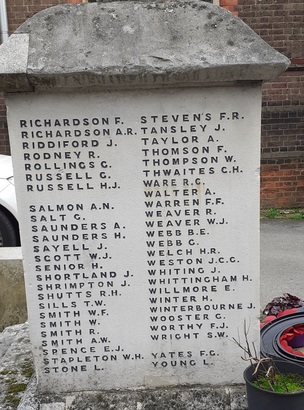 RICHARDSON F.
RICHARDSON A.R.
RIDDIFORD J.
RODNEY R.
ROLLINGS G.
RUSSELL G.
RUSSELL H.J.
SALMON A.N.
SALT G.
SAUNDERS A.
SAUNDERS H.
SAYELL J.
SCOTT W.J.
SENIOR H.
SHORTLAND J.
SHRIMPTON J.
SHUTTS R.H.
SILLS T.W.
SMITH W.F.
SMITH W.
SMITH R.
SMITH A.W.
SPENCE E.J.
STAPLETON W.H.
STONE L.
STEVENS F.R.
TANSLEY J.
TAYLOR A.
THOMSON F.
THOMPSON W.
THWAITES C.H.
WARE R.G.
WALTER A.
WARREN F.F.
WEAVER R.
WEAVER W.J.
WEBB B.E.
WEBB G.
WELCH H.R.
WESTON J.C.C.
WHITING J.
WHITTINGHAM H.
WILLMORE E.
WINTER H.
WINTERBOURNE J.
WOOSTER G.
WORTHY F.J.
WRIGHT S.W.
YATES F.G.
YOUNG L.